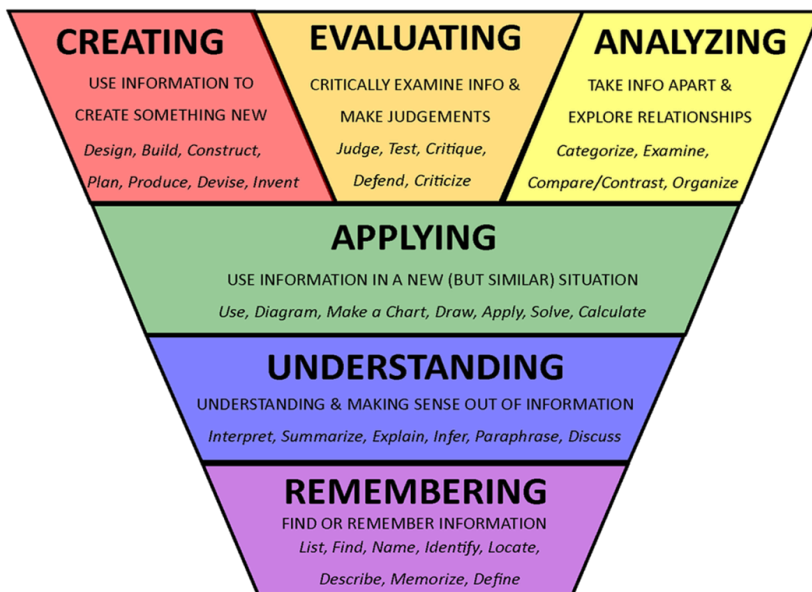 CREATING
USE INFORMATION TO
CREATE SOMETHING NEW
Design, Build, Construct,
Plan, Produce, Devise, Invent
EVALUATING
CRITICALLY EXAMINE INFO &
MAKE JUDGEMENTS
Judge, Test, Critique,
Defend, Criticize
ANALYZING
TAKE INFO APART &
EXPLORE RELATIONSHIPS
Categorize, Examine,
Compare/Contrast, Organize
APPLYING
USE INFORMATION IN A NEW (BUT SIMILAR) SITUATION
Use, Diagram, Make a Chart, Draw, Apply, Solve, Calculate
UNDERSTANDING
UNDERSTANDING & MAKING SENSE OUT OF INFORMATION
Interpret, Summarize, Explain, Infer, Paraphrase, Discuss
REMEMBERING
FIND OR REMEMBER INFORMATION
List, Find, Name, Identify, Locate,
Describe, Memorize, Define